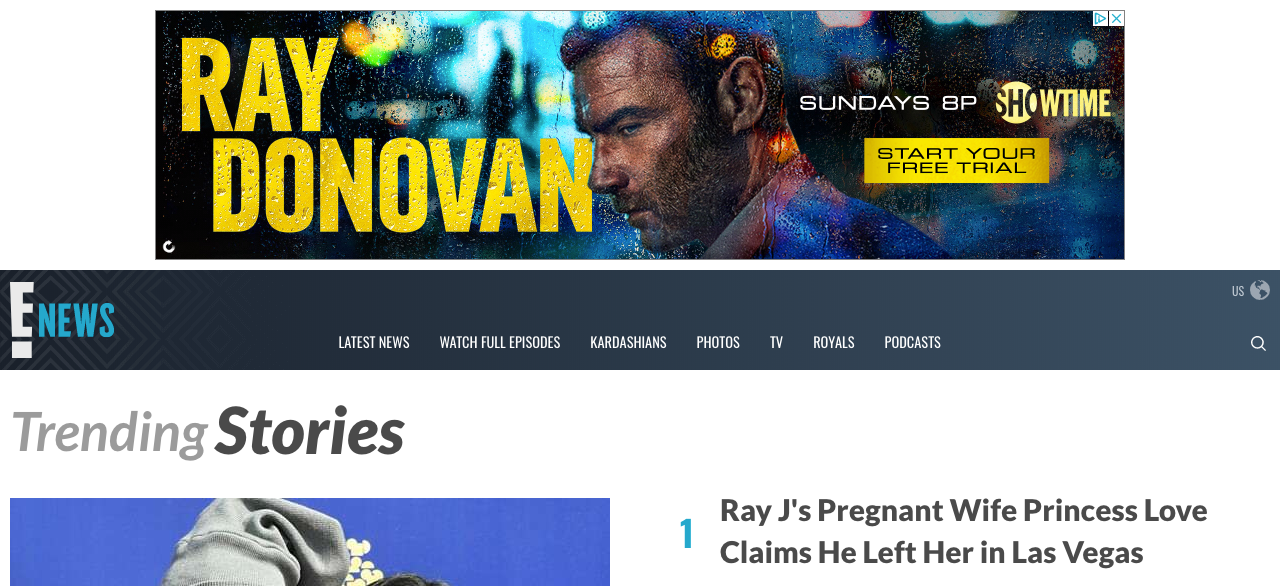 RAY
DONOVAN
SUNDAYS 8P SHOWTIME
START YOUR
FREE TRIAL
E NEWS
US
LATEST NEWS WATCH FULL EPISODES KARDASHIANS PHOTOS TV ROYALS PODCASTS
Trending Stories
1 Ray J's Pregnant Wife Princess Love
Claims He Left Her in Las Vegas